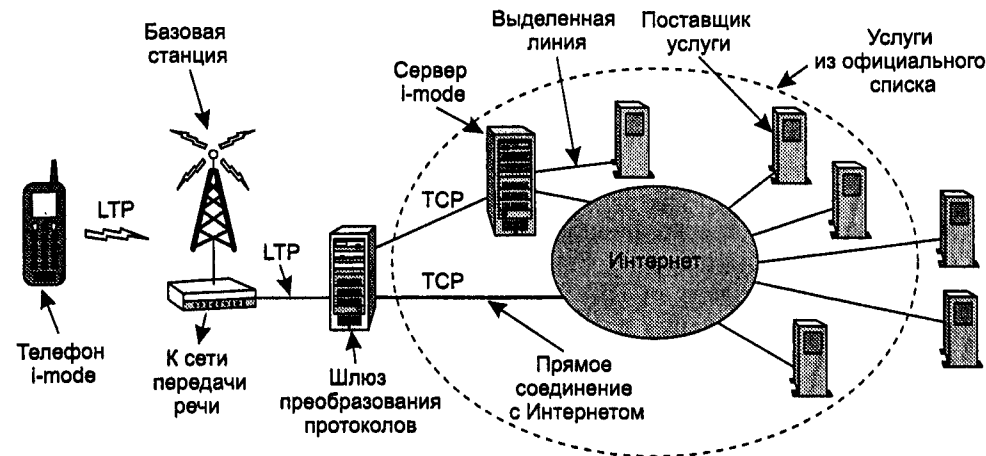 Базовая
станция
Выделенная
линия
Поставщик
услуги
Услуги
из официального
списка
Сервер
i-mode
LTP
TCP
LTP
TCP
Интернет
Телефон
i-mode
К сети
передачи
речи
Шлюз
преобразования
протоколов
Прямое
соединение
с Интернетом